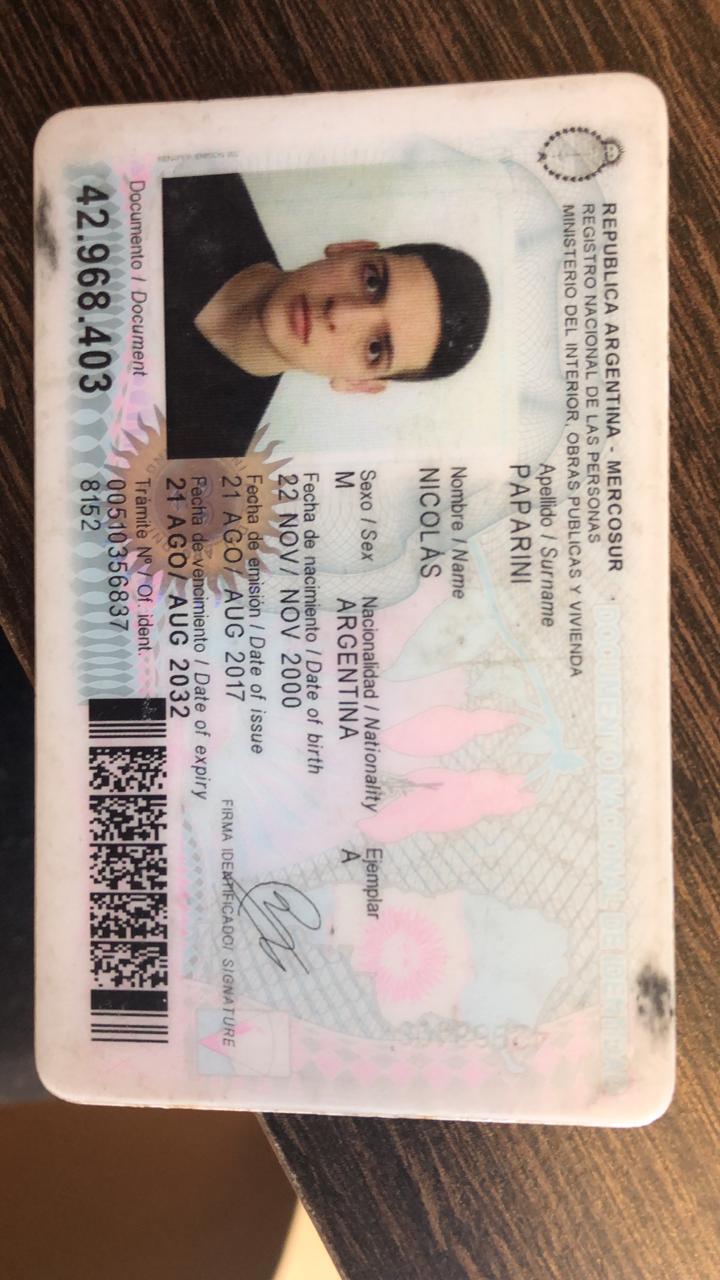 REPUBLICA ARGENTINA - MERCOSUR
REGISTRO NACIONAL DE LAS PERSONAS
MINISTERIO DEL INTERIOR, OBRAS PUBLICAS Y VIVIENDA
DOCUMENTO NACIONAL DE IDENTIDAD
Apellido / Surname
PAPARINI
Nombre / Name
NICOLÁS
Sexo / Sex Nacionalidad / Nationality Ejemplar
M ARGENTINA A
Fecha de nacimiento / Date of birth
22 NOV/ NOV 2000
Fecha de emisión / Date of issue
21 AGO/ AUG 2017
Fecha de vencimiento / Date of expiry
21 AGO/ AUG 2032
FIRMA IDENTIFICADO/ SIGNATURE
Documento / Document
42.968.403
Trámite Nº / Of. ident.
00510356837
8152